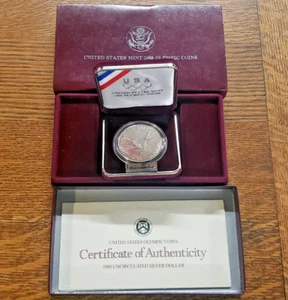 UNITED STATES MINT 1988 OLYMPIC COINS
USA
UNITED STATES OLYMPIC COINS
Certificate of Authenticity
1988 UNCIRCULATED SILVER DOLLAR